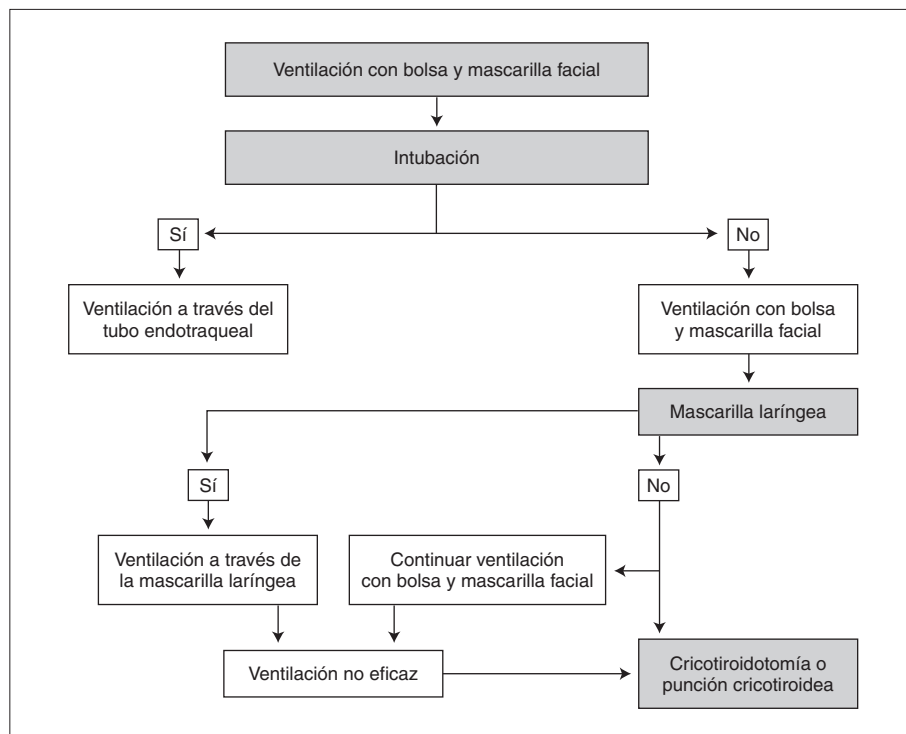 Ventilación con bolsa y mascarilla facial
Intubación
Sí
No
Ventilación a través del
tubo endotraqueal
Ventilación con bolsa
y mascarilla facial
Mascarilla laríngea
Sí
No
Ventilación a través de
la mascarilla laríngea
Continuar ventilación
con bolsa y mascarilla facial
Ventilación no eficaz
Cricotiroidotomía o
punción cricotiroidea